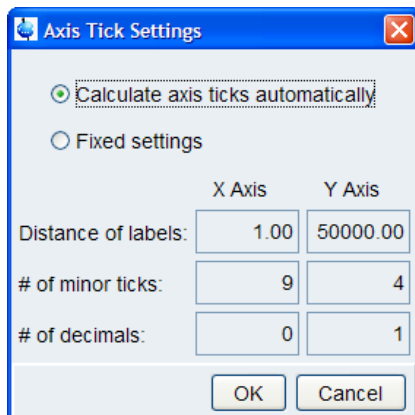 Axis Tick Settings
Calculate axis ticks automatically
Fixed settings
X Axis Y Axis
Distance of labels: 1.00 50000.00
# of minor ticks: 9 4
# of decimals: 0 1
OK Cancel